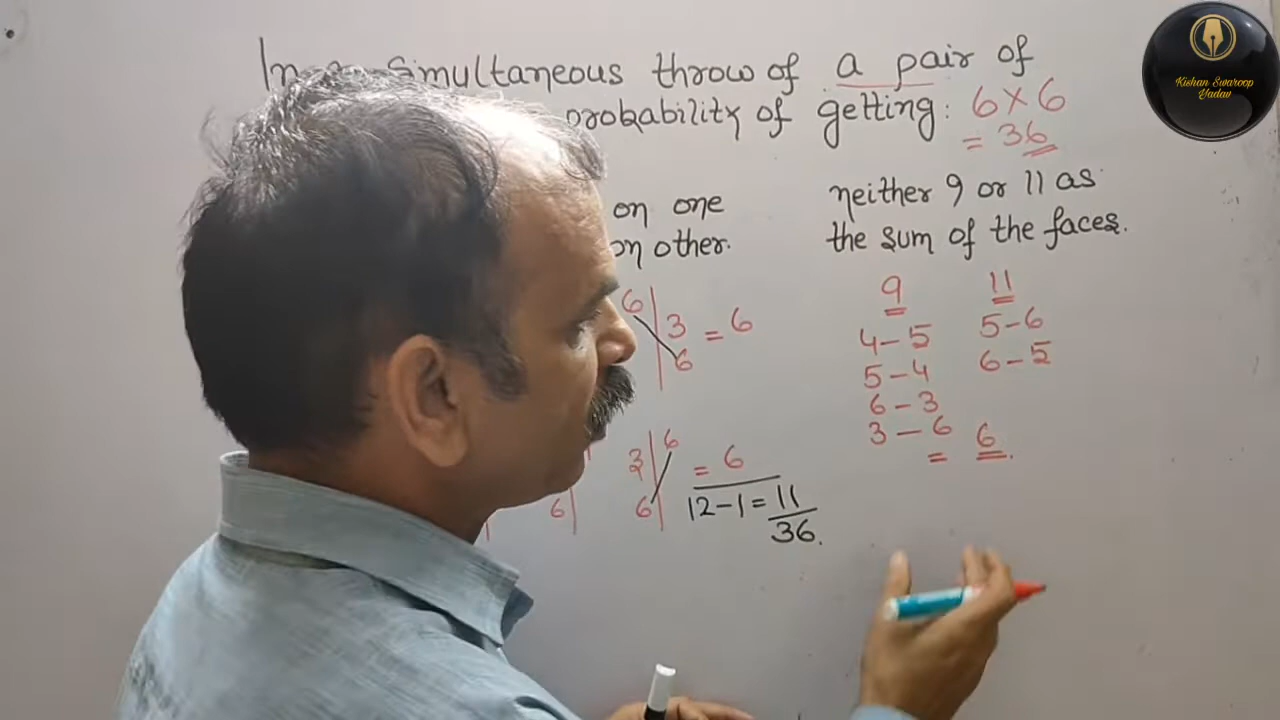 In a simultaneous throw of a pair of
probability of getting: 6 × 6
= 36
on one
on other.
6 3 = 6
6
3 6 = 6
6 6
12 - 1 = 11
36.
neither 9 or 11 as
the sum of the faces.
9 11
4 - 5 5 - 6
5 - 4 6 - 5
6 - 3
3 - 6
= 6.
Kishan Swaroop
Yadav